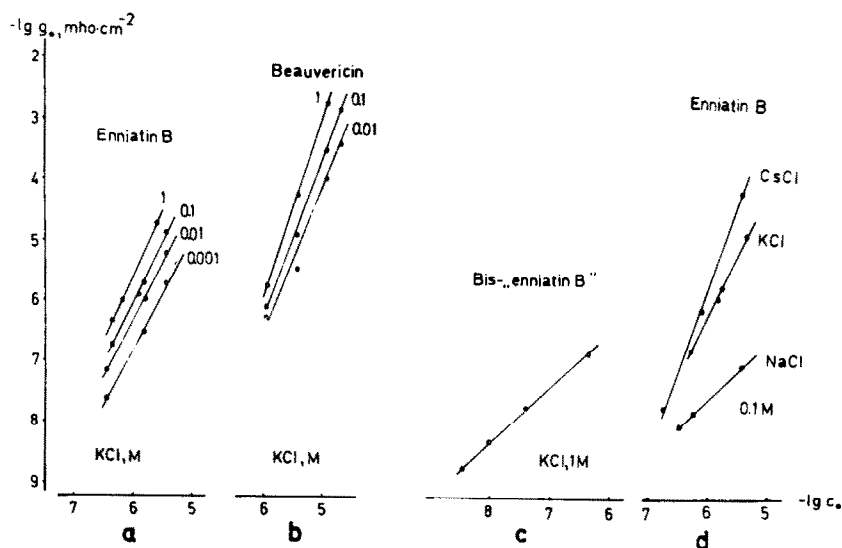 -lg g₀, mho·cm⁻²
2
3
4
5
6
7
8
9
Enniatin B
1
0.1
0.01
0.001
KCl, M
7 6 5
a
Beauvericin
1
0.1
0.01
KCl, M
6 5
b
Bis-„enniatin B"
KCl, 1M
8 7 6
c
Enniatin B
CsCl
KCl
NaCl
0.1 M
7 6 5
-lg c₀
d